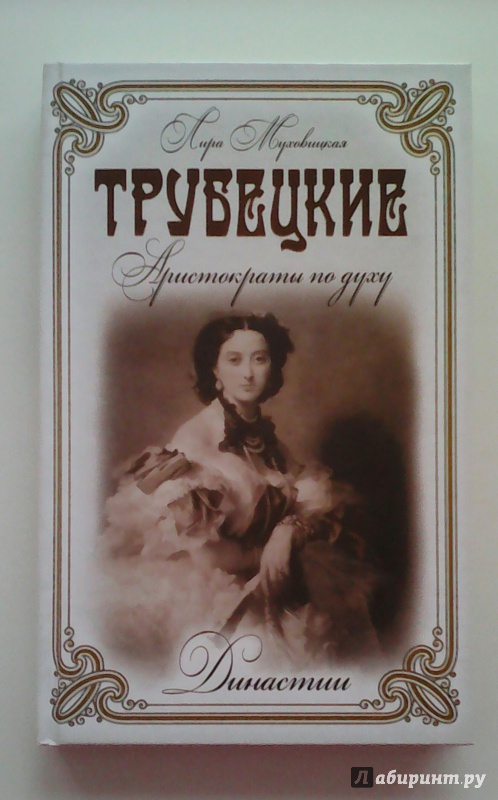 Лира Муховицкая
ТРУБЕЦКИЕ
Аристократы по духу
Династии
Лабиринт.ру